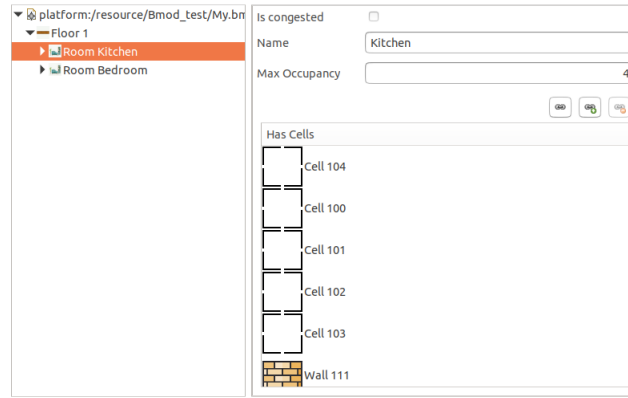 platform:/resource/Bmod_test/My.bm
Floor 1
Room Kitchen
Room Bedroom
Is congested
Name Kitchen
Max Occupancy 4
Has Cells
Cell 104
Cell 100
Cell 101
Cell 102
Cell 103
Wall 111